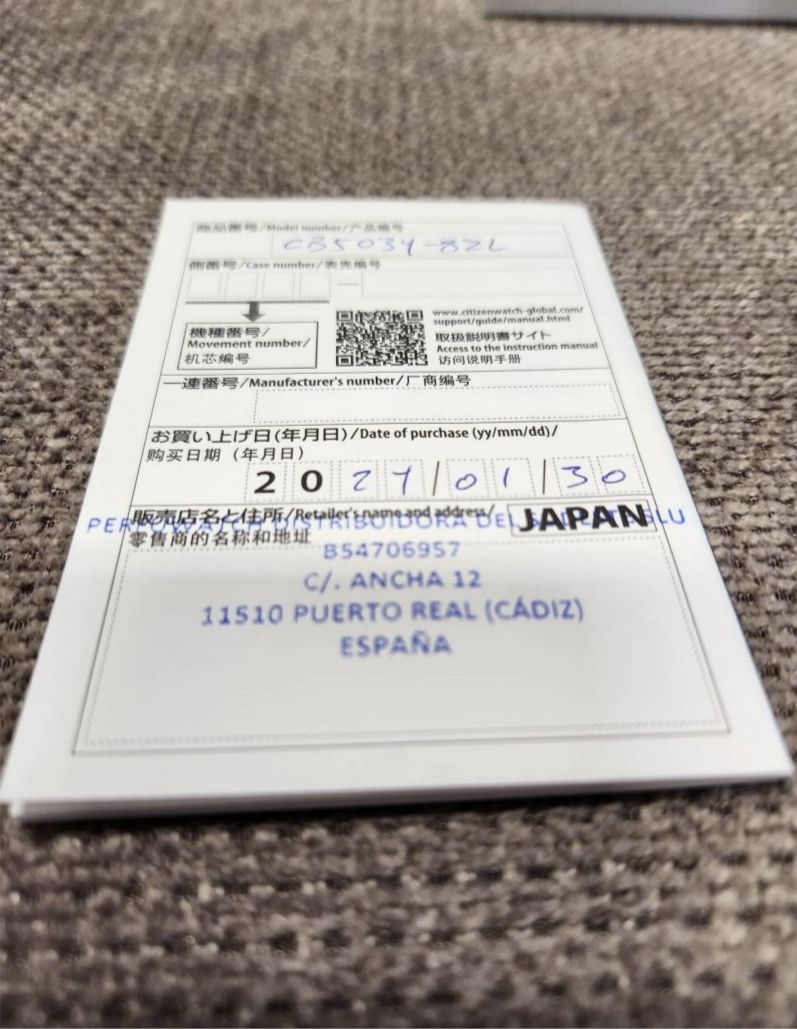 商品番号/Model number/产品编号
CB5034-82L
側番号/Case number/表壳编号
機種番号/
Movement number/
机芯编号
www.citizenwatch-global.com/
support/guide/manual.html
取扱説明書サイト
Access to the instruction manual
访问说明手册
一連番号/Manufacturer's number/厂商编号
お買い上げ日(年月日)/Date of purchase (yy/mm/dd)/
购买日期 (年月日)
2024/01/30
販売店名と住所/Retailer's name and address/
零售商的名称和地址
JAPAN
DISTRIBUIDORA DEL SLU
B54706957
C/. ANCHA 12
11510 PUERTO REAL (CÁDIZ)
ESPAÑA